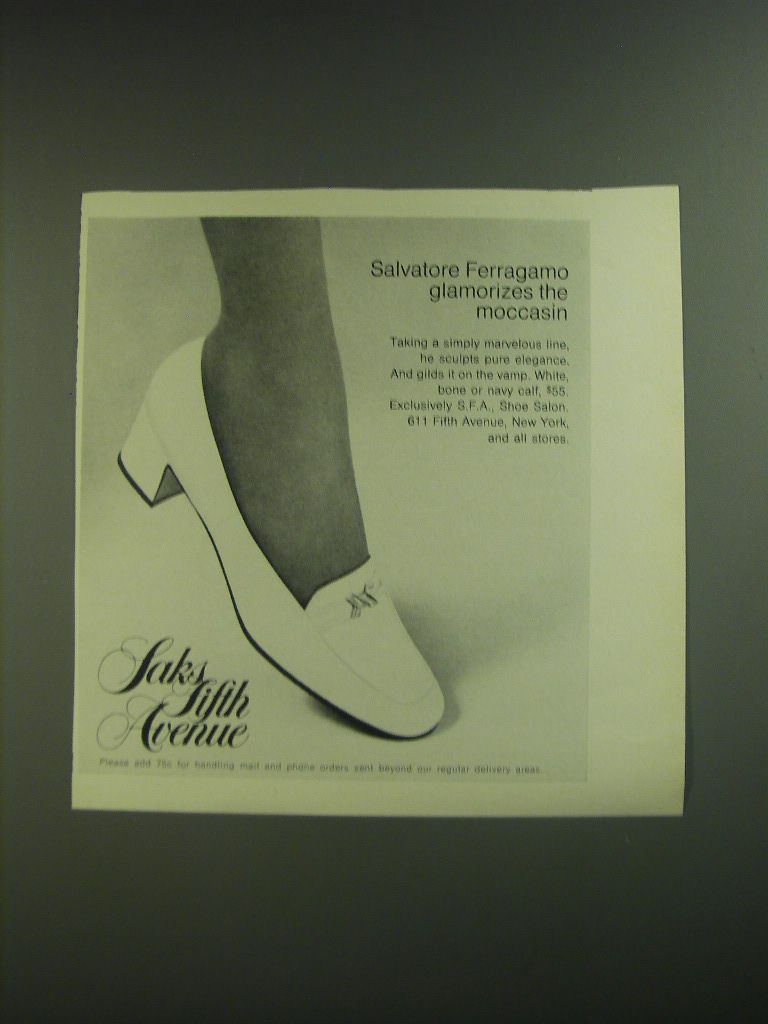 Salvatore Ferragamo
glamorizes the
moccasin
Taking a simply marvelous line,
he sculpts pure elegance.
And gilds it on the vamp. White,
bone or navy calf, $55.
Exclusively S.F.A., Shoe Salon.
611 Fifth Avenue, New York,
and all stores.
Saks
Fifth
Avenue
Please add 75c for handling mail and phone orders sent beyond our regular delivery areas.